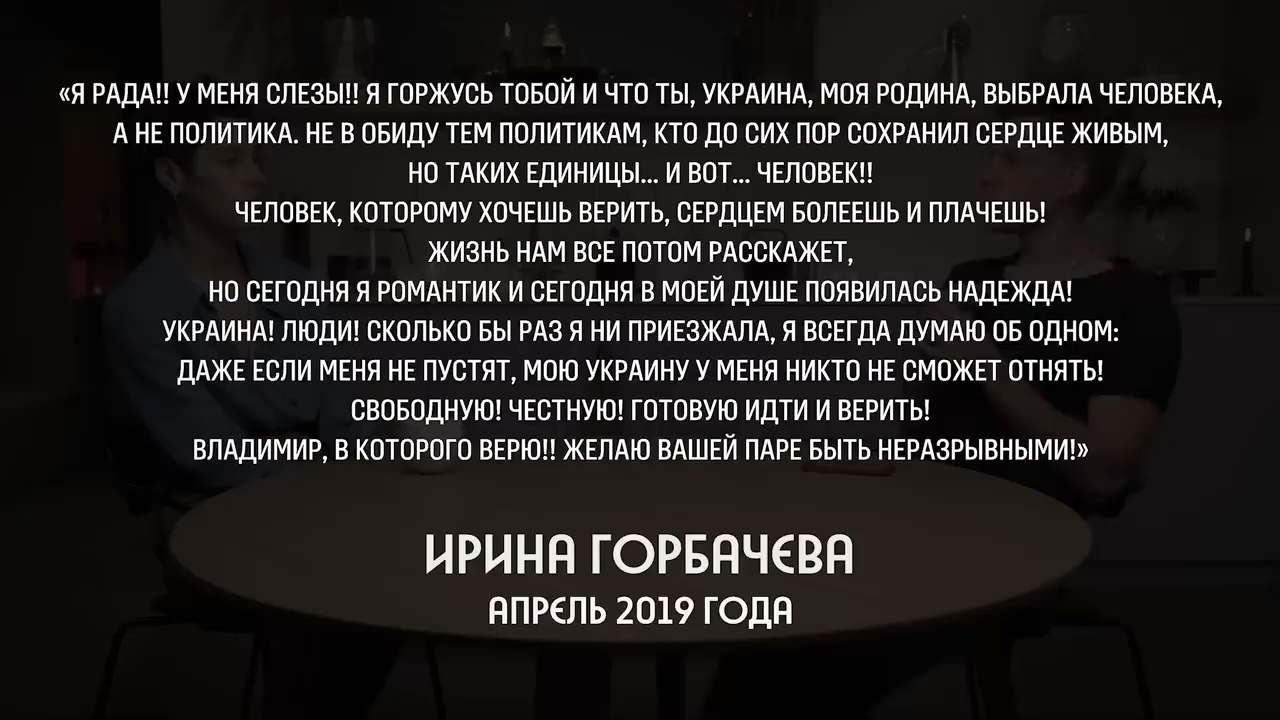 «Я РАДА!! У МЕНЯ СЛЕЗЫ!! Я ГОРЖУСЬ ТОБОЙ И ЧТО ТЫ, УКРАИНА, МОЯ РОДИНА, ВЫБРАЛА ЧЕЛОВЕКА,
А НЕ ПОЛИТИКА. НЕ В ОБИДУ ТЕМ ПОЛИТИКАМ, КТО ДО СИХ ПОР СОХРАНИЛ СЕРДЦЕ ЖИВЫМ,
НО ТАКИХ ЕДИНИЦЫ... И ВОТ... ЧЕЛОВЕК!!
ЧЕЛОВЕК, КОТОРОМУ ХОЧЕШЬ ВЕРИТЬ, СЕРДЦЕМ БОЛЕЕШЬ И ПЛАЧЕШЬ!
ЖИЗНЬ НАМ ВСЕ ПОТОМ РАССКАЖЕТ,
НО СЕГОДНЯ Я РОМАНТИК И СЕГОДНЯ В МОЕЙ ДУШЕ ПОЯВИЛАСЬ НАДЕЖДА!
УКРАИНА! ЛЮДИ! СКОЛЬКО БЫ РАЗ Я НИ ПРИЕЗЖАЛА, Я ВСЕГДА ДУМАЮ ОБ ОДНОМ:
ДАЖЕ ЕСЛИ МЕНЯ НЕ ПУСТЯТ, МОЮ УКРАИНУ У МЕНЯ НИКТО НЕ СМОЖЕТ ОТНЯТЬ!
СВОБОДНУЮ! ЧЕСТНУЮ! ГОТОВУЮ ИДТИ И ВЕРИТЬ!
ВЛАДИМИР, В КОТОРОГО ВЕРЮ!! ЖЕЛАЮ ВАШЕЙ ПАРЕ БЫТЬ НЕРАЗРЫВНЫМИ!»
ИРИНА ГОРБАЧЕВА
АПРЕЛЬ 2019 ГОДА